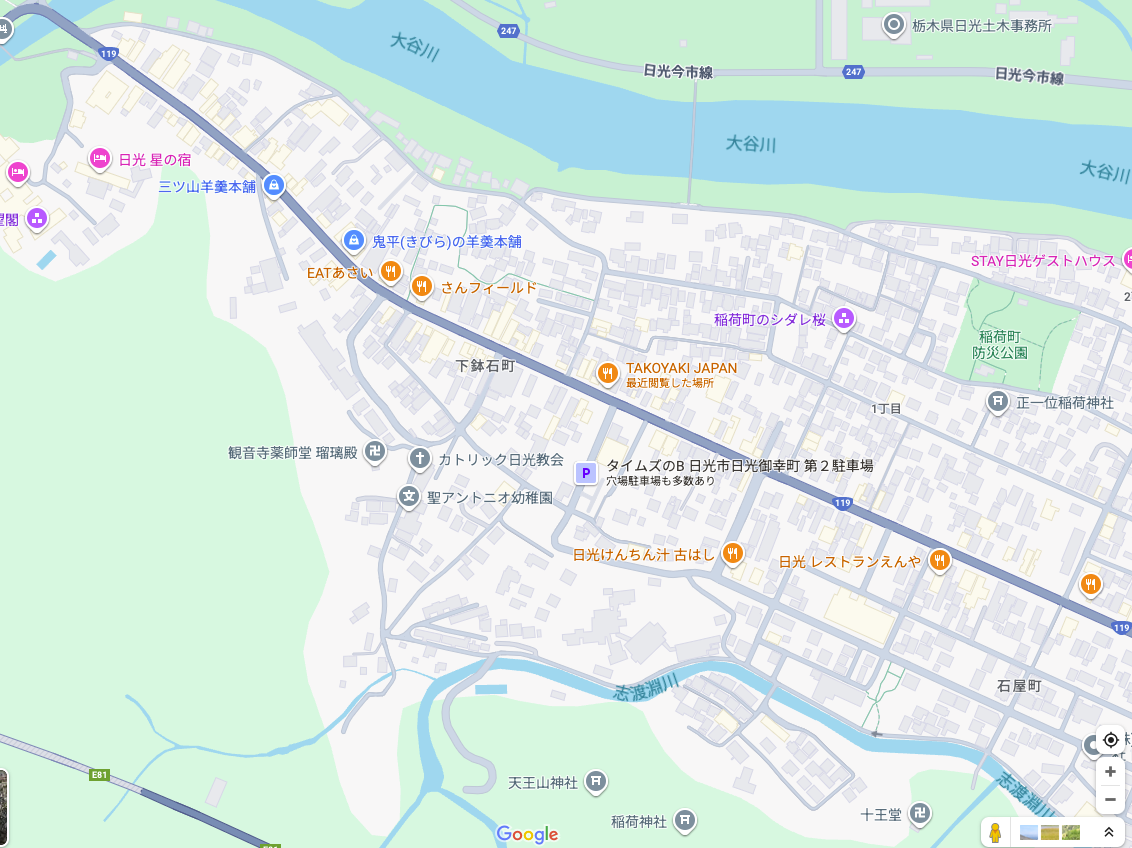 栃木県日光土木事務所
247
大谷川
119
日光今市線
247
日光今市線
大谷川
日光 星の宿
大谷川
三ツ山羊羹本舗
望閣
鬼平(きびら)の羊羹本舗
EATあさい
STAY日光ゲストハウス
さんフィールド
稲荷町のシダレ桜
稲荷町
防災公園
下鉢石町
TAKOYAKI JAPAN
最近閲覧した場所
1丁目
正一位稲荷神社
観音寺薬師堂 瑠璃殿
カトリック日光教会
P
タイムズのB 日光市日光御幸町 第２駐車場
穴場駐車場も多数あり
聖アントニオ幼稚園
119
日光けんちん汁 古はし
日光 レストランえんや
119
志渡淵川
石屋町
E81
天王山神社
志渡淵川
稲荷神社
十王堂
Google